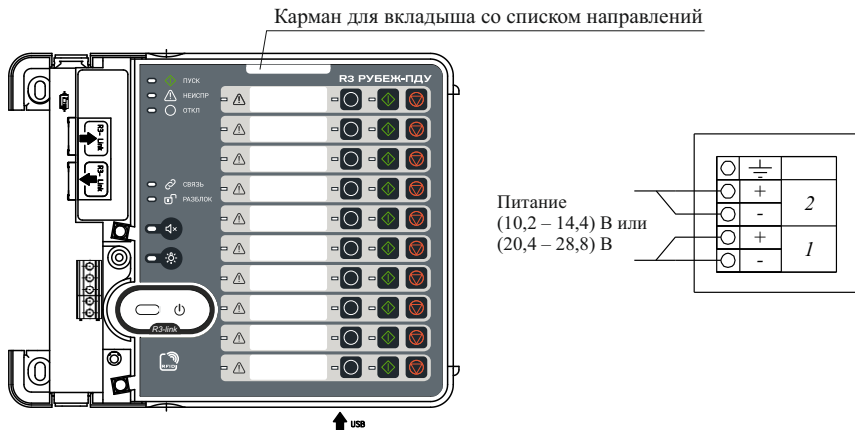 Карман для вкладыша со списком направлений
R3 РУБЕЖ-ПДУ
ПУСК
НЕИСПР
ОТКЛ
R3- Link
R3- Link
СВЯЗЬ
РАЗБЛОК
R3-link
RFID
USB
Питание
(10,2 – 14,4) В или
(20,4 – 28,8) В
+
-
2
+
-
1